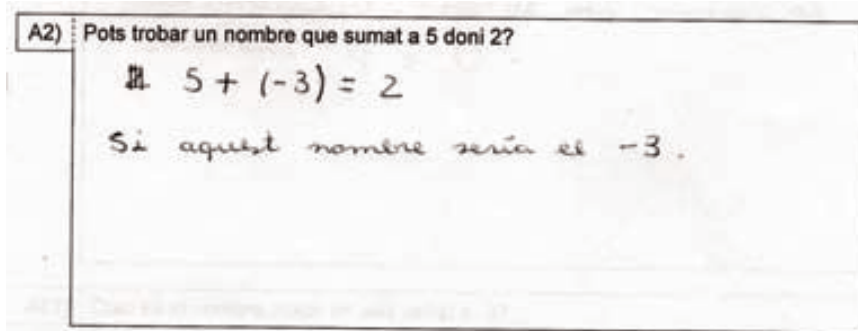 A2) Pots trobar un nombre que sumat a 5 doni 2?
5 + (-3) = 2
Si aquest nombre seria el -3.